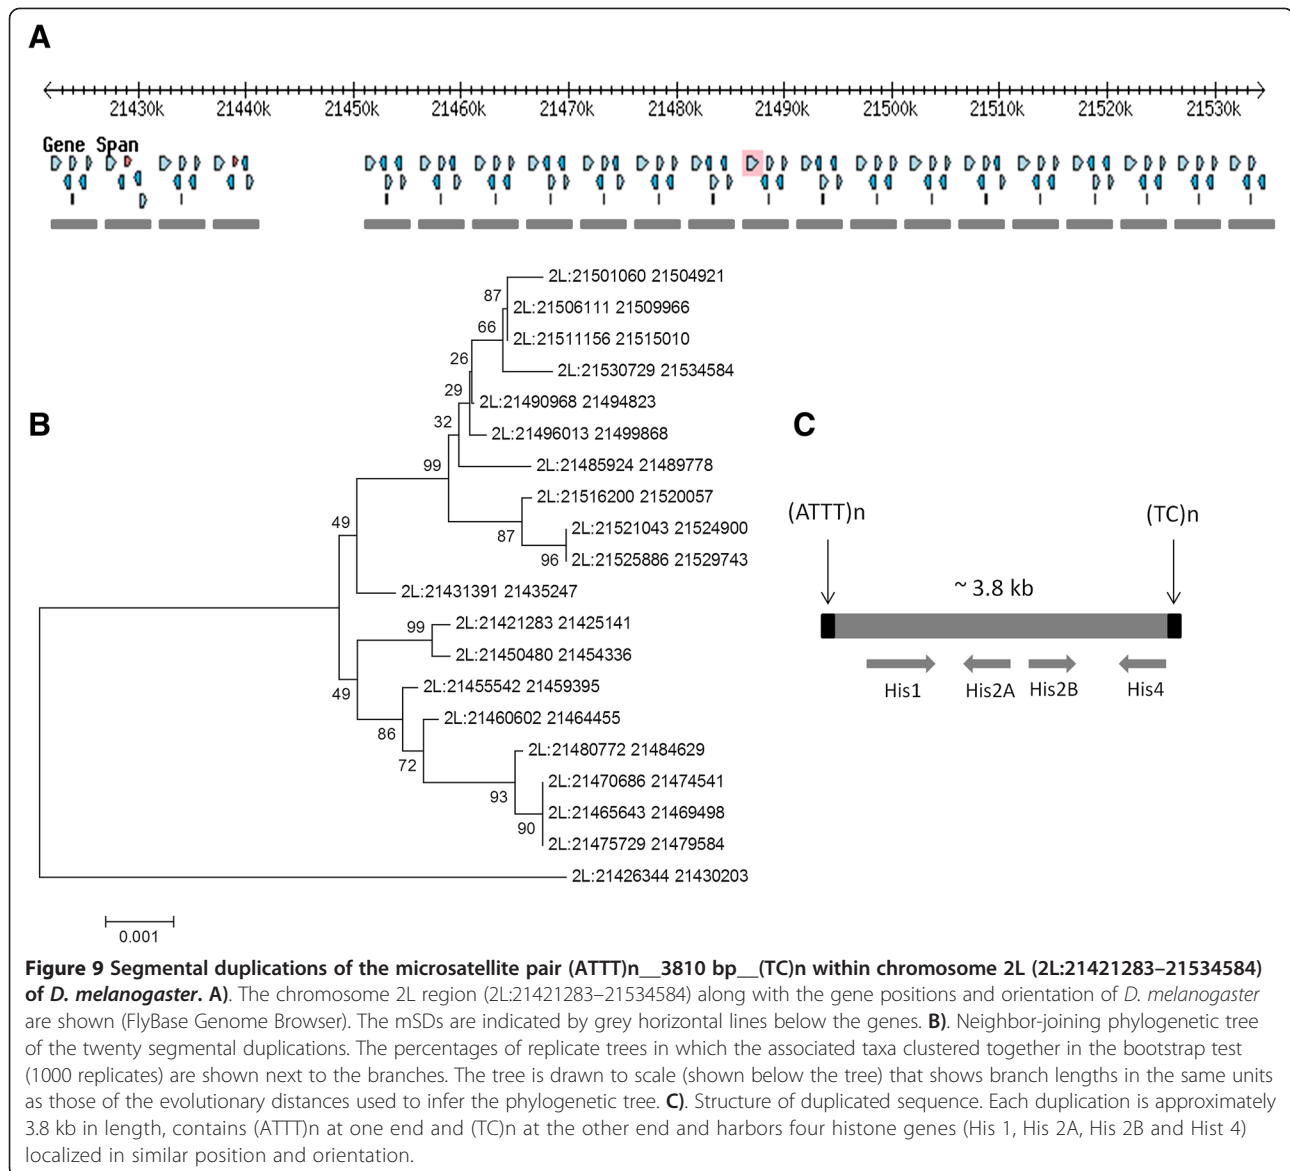 A
21430k 21440k 21450k 21460k 21470k 21480k 21490k 21500k 21510k 21520k 21530k
Gene Span
B
2L:21501060 21504921
87
2L:21506111 21509966
66
2L:21511156 21515010
26
2L:21530729 21534584
29
2L:21490968 21494823
32
2L:21496013 21499868
99
2L:21485924 21489778
2L:21516200 21520057
87
2L:21521043 21524900
96
2L:21525886 21529743
49
2L:21431391 21435247
99
2L:21421283 21425141
2L:21450480 21454336
49
2L:21455542 21459395
86
2L:21460602 21464455
72
2L:21480772 21484629
93
2L:21470686 21474541
2L:21465643 21469498
90
2L:21475729 21479584
2L:21426344 21430203
0.001
C
(ATTT)n
(TC)n
~ 3.8 kb
His1 His2A His2B His4
Figure 9 Segmental duplications of the microsatellite pair (ATTT)n__3810 bp__(TC)n within chromosome 2L (2L:21421283–21534584)
of D. melanogaster. A). The chromosome 2L region (2L:21421283–21534584) along with the gene positions and orientation of D. melanogaster
are shown (FlyBase Genome Browser). The mSDs are indicated by grey horizontal lines below the genes. B). Neighbor-joining phylogenetic tree
of the twenty segmental duplications. The percentages of replicate trees in which the associated taxa clustered together in the bootstrap test
(1000 replicates) are shown next to the branches. The tree is drawn to scale (shown below the tree) that shows branch lengths in the same units
as those of the evolutionary distances used to infer the phylogenetic tree. C). Structure of duplicated sequence. Each duplication is approximately
3.8 kb in length, contains (ATTT)n at one end and (TC)n at the other end and harbors four histone genes (His 1, His 2A, His 2B and Hist 4)
localized in similar position and orientation.